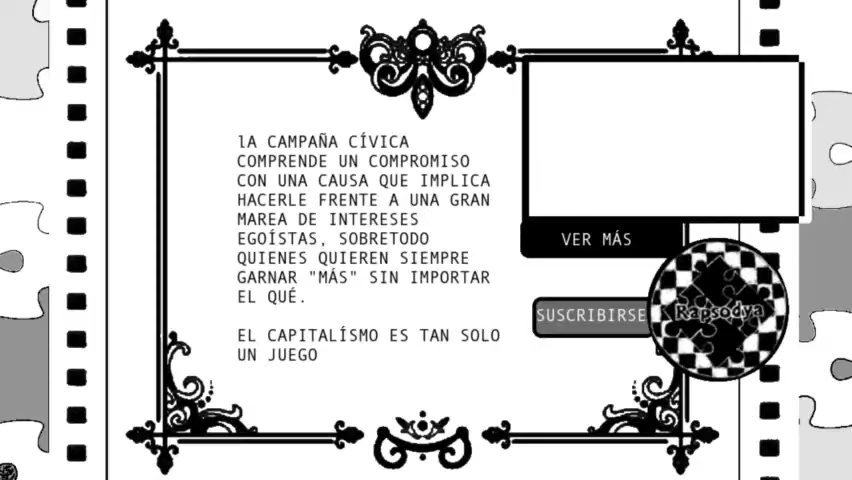 lA CAMPAÑA CÍVICA
COMPRENDE UN COMPROMISO
CON UNA CAUSA QUE IMPLICA
HACERLE FRENTE A UNA GRAN
MAREA DE INTERESES
EGOÍSTAS, SOBRETODO
QUIENES QUIEREN SIEMPRE
GARNAR "MÁS" SIN IMPORTAR
EL QUÉ.
EL CAPITALÍSMO ES TAN SOLO
UN JUEGO
VER MÁS
SUSCRIBIRSE
Rapsodya